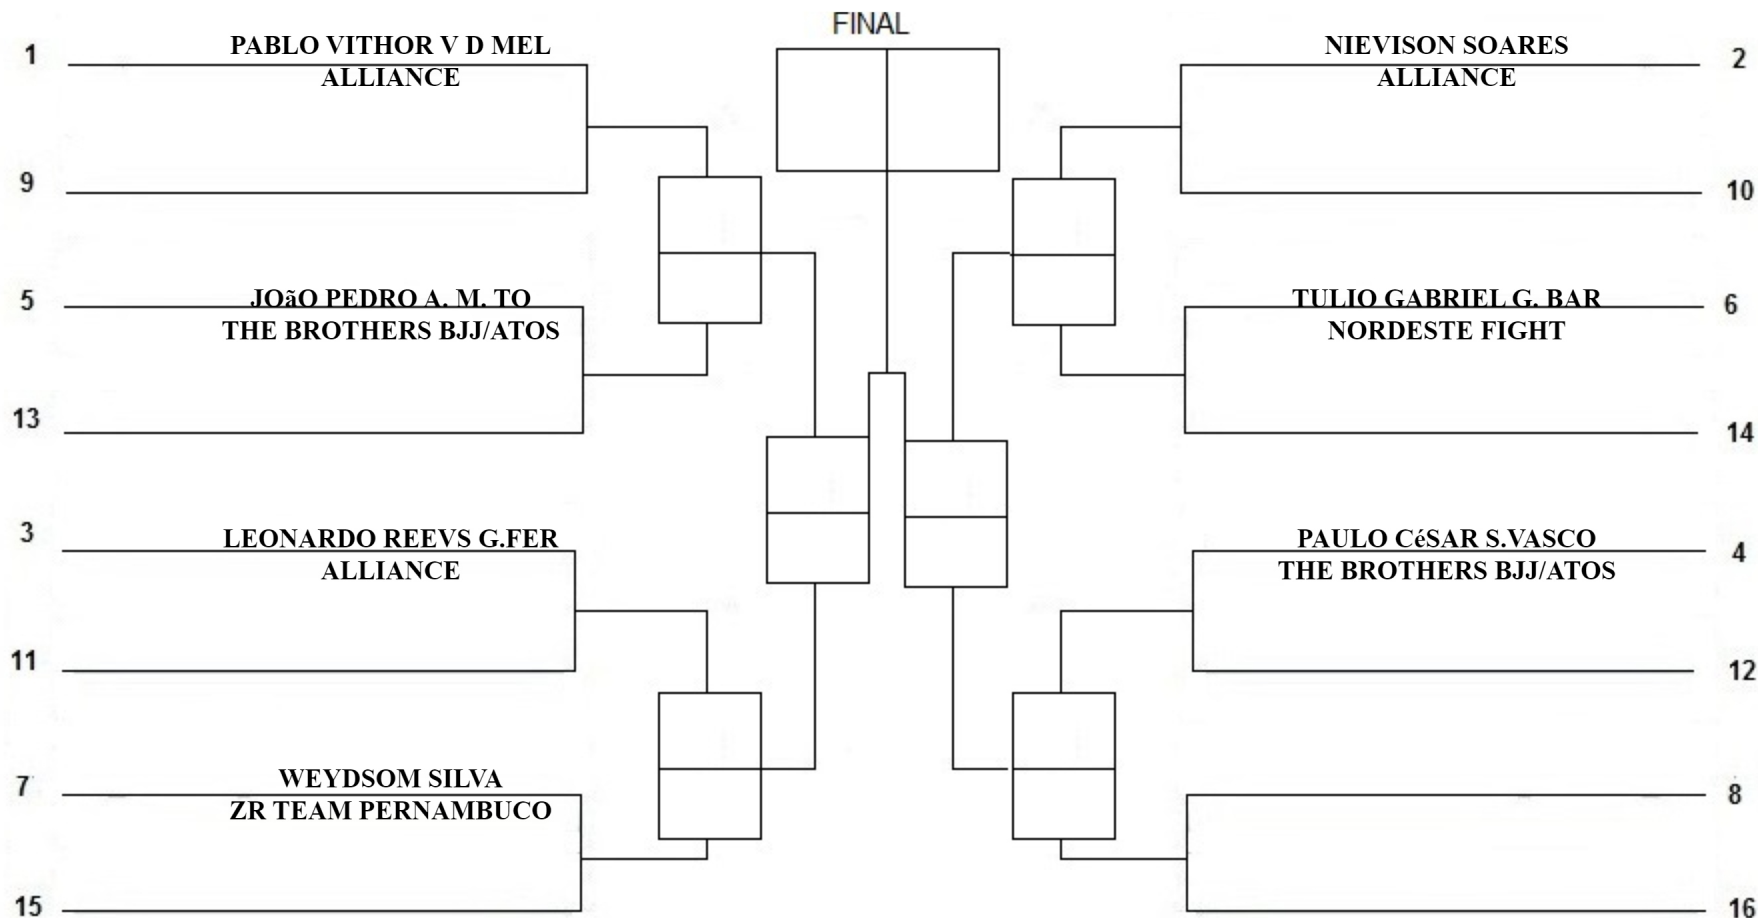 FINAL
1
PABLO VITHOR V D MEL
ALLIANCE
9
5
JOãO PEDRO A. M. TO
THE BROTHERS BJJ/ATOS
13
3
LEONARDO REEVS G.FER
ALLIANCE
11
7
WEYDSOM SILVA
ZR TEAM PERNAMBUCO
15
NIEVISON SOARES
ALLIANCE
2
10
TULIO GABRIEL G. BAR
NORDESTE FIGHT
6
14
PAULO CéSAR S.VASCO
THE BROTHERS BJJ/ATOS
4
12
8
16